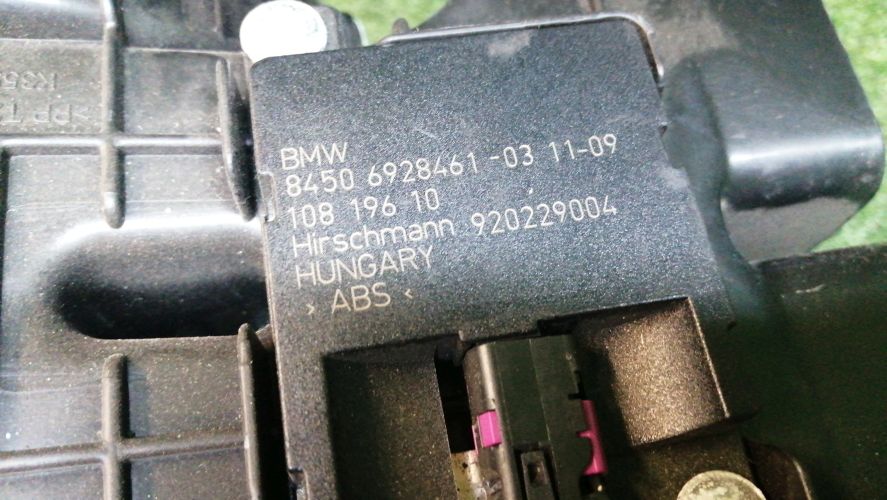 BMW
8450 6928461 -03 11-09
108 196 10
Hirschmann 920229004
HUNGARY
> ABS <